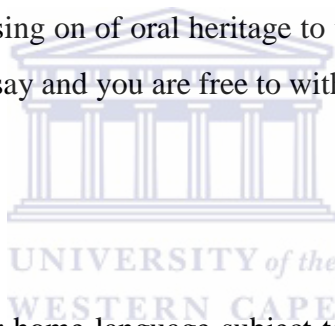 sing on of oral heritage to
say and you are free to with
UNIVERSITY of the
WESTERN CAPE
home language subject t